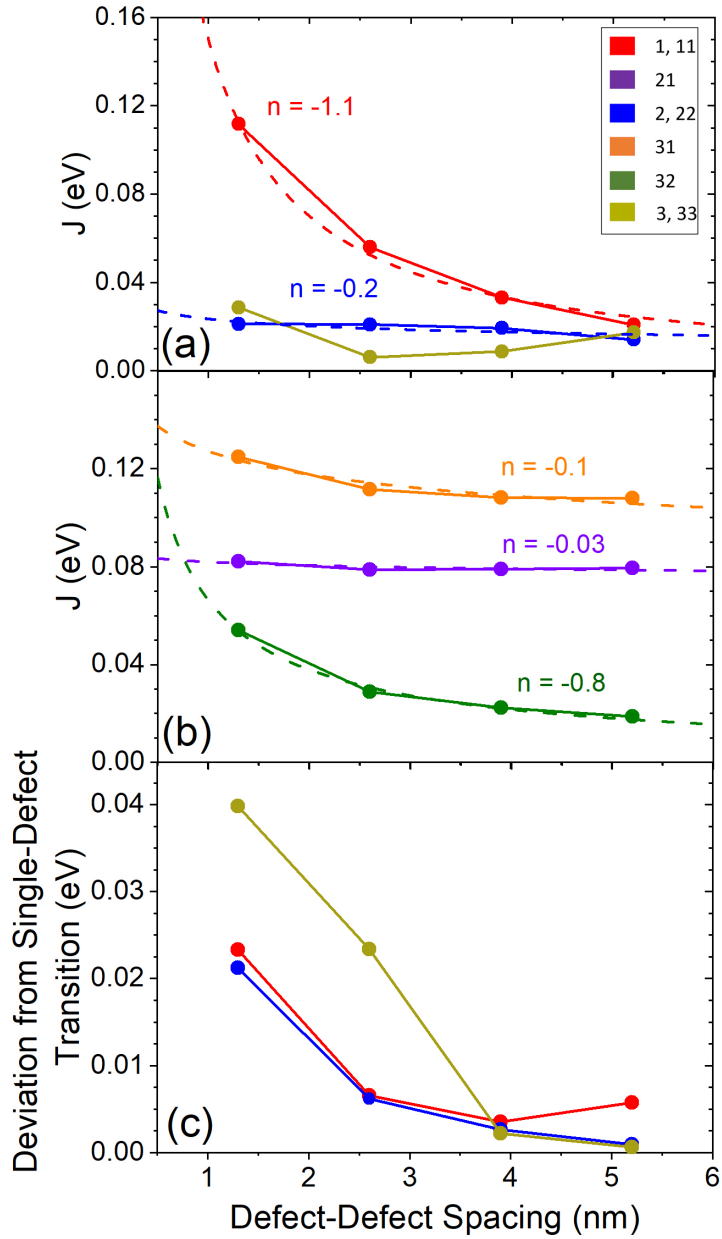 0.16
0.12
0.08
0.04
0.00
J (eV)
n = -1.1
n = -0.2
(a)
1, 11
21
2, 22
31
32
3, 33
0.12
0.08
0.04
0.00
J (eV)
n = -0.1
n = -0.03
n = -0.8
(b)
Deviation from Single-Defect
Transition (eV)
0.04
0.03
0.02
0.01
0.00
(c)
1 2 3 4 5 6
Defect-Defect Spacing (nm)